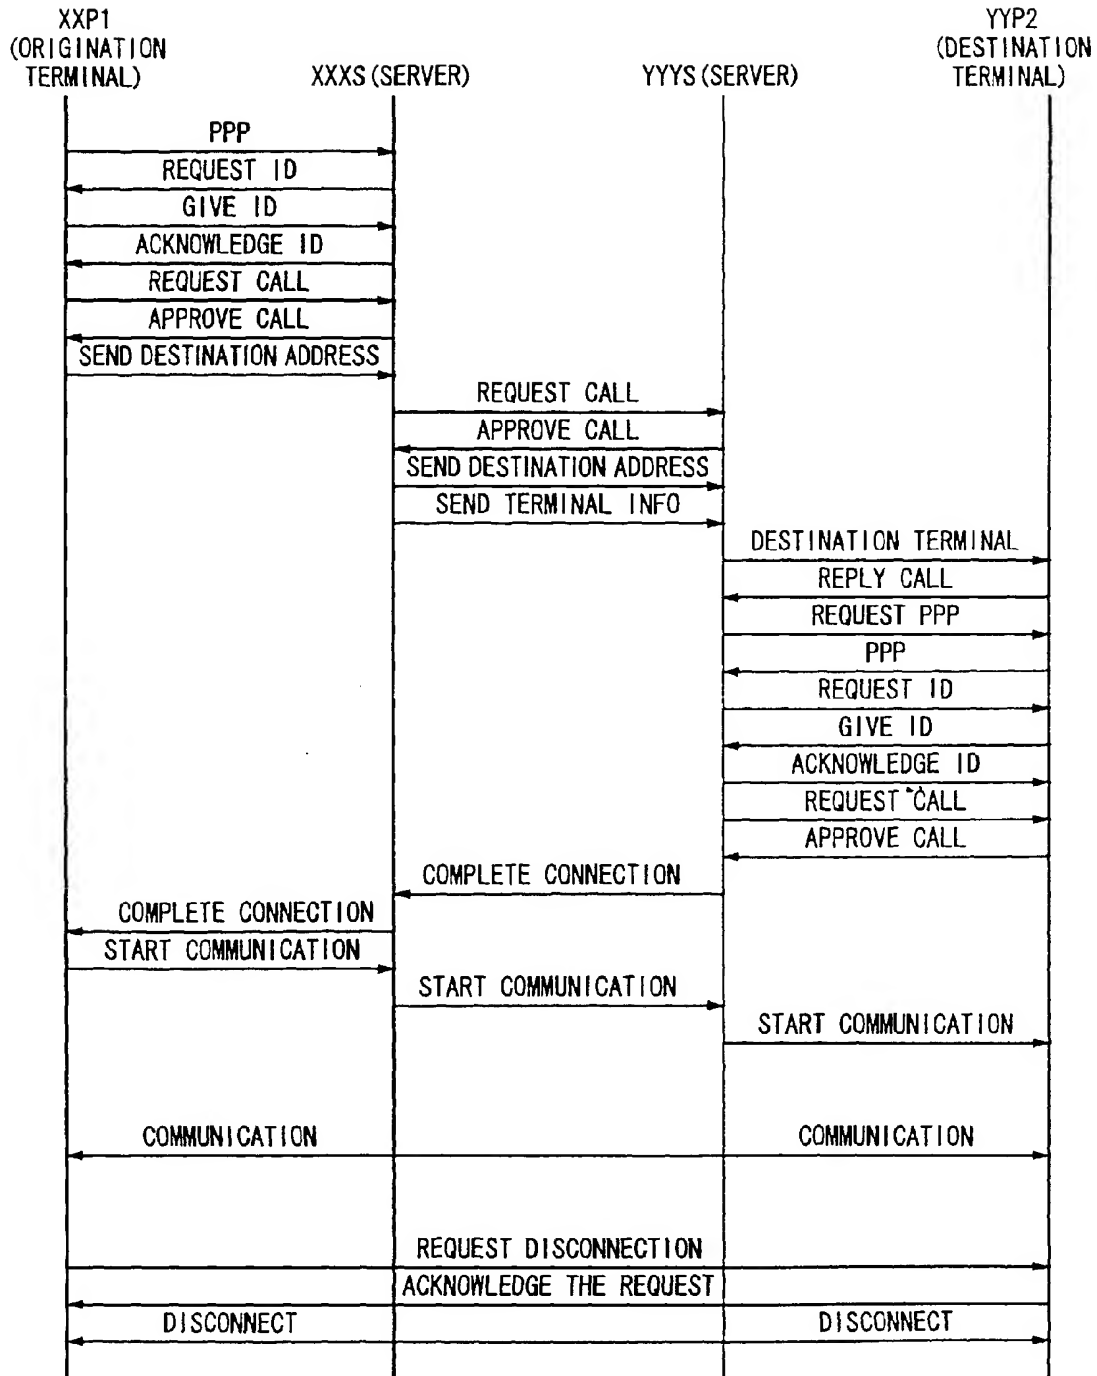 XXP1
(ORIGINATION
TERMINAL)
XXXS (SERVER)
YYYS (SERVER)
YYP2
(DESTINATION
TERMINAL)
PPP
REQUEST ID
GIVE ID
ACKNOWLEDGE ID
REQUEST CALL
APPROVE CALL
SEND DESTINATION ADDRESS
REQUEST CALL
APPROVE CALL
SEND DESTINATION ADDRESS
SEND TERMINAL INFO
DESTINATION TERMINAL
REPLY CALL
REQUEST PPP
PPP
REQUEST ID
GIVE ID
ACKNOWLEDGE ID
REQUEST CALL
APPROVE CALL
COMPLETE CONNECTION
COMPLETE CONNECTION
START COMMUNICATION
START COMMUNICATION
START COMMUNICATION
COMMUNICATION
COMMUNICATION
REQUEST DISCONNECTION
ACKNOWLEDGE THE REQUEST
DISCONNECT
DISCONNECT